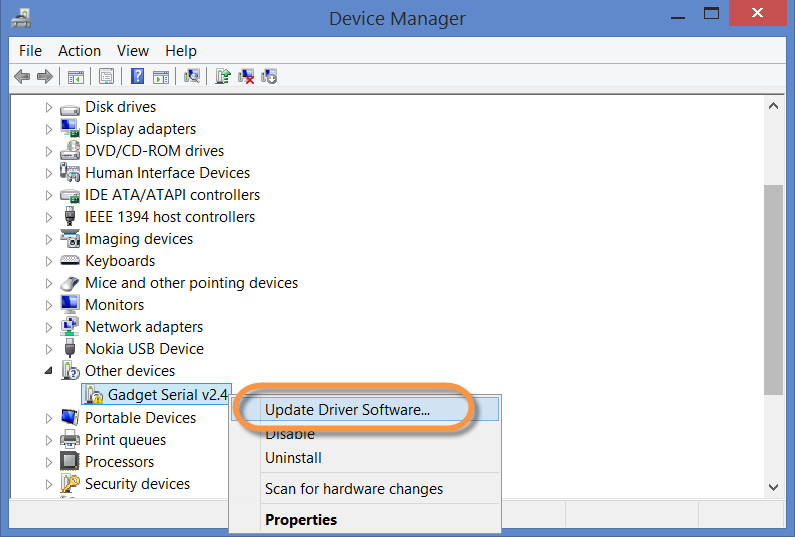 Device Manager
File Action View Help
Disk drives
Display adapters
DVD/CD-ROM drives
Human Interface Devices
IDE ATA/ATAPI controllers
IEEE 1394 host controllers
Imaging devices
Keyboards
Mice and other pointing devices
Monitors
Network adapters
Nokia USB Device
Other devices
Gadget Serial v2.4
Update Driver Software...
Portable Devices
Disable
Print queues
Uninstall
Processors
Security devices
Scan for hardware changes
Properties